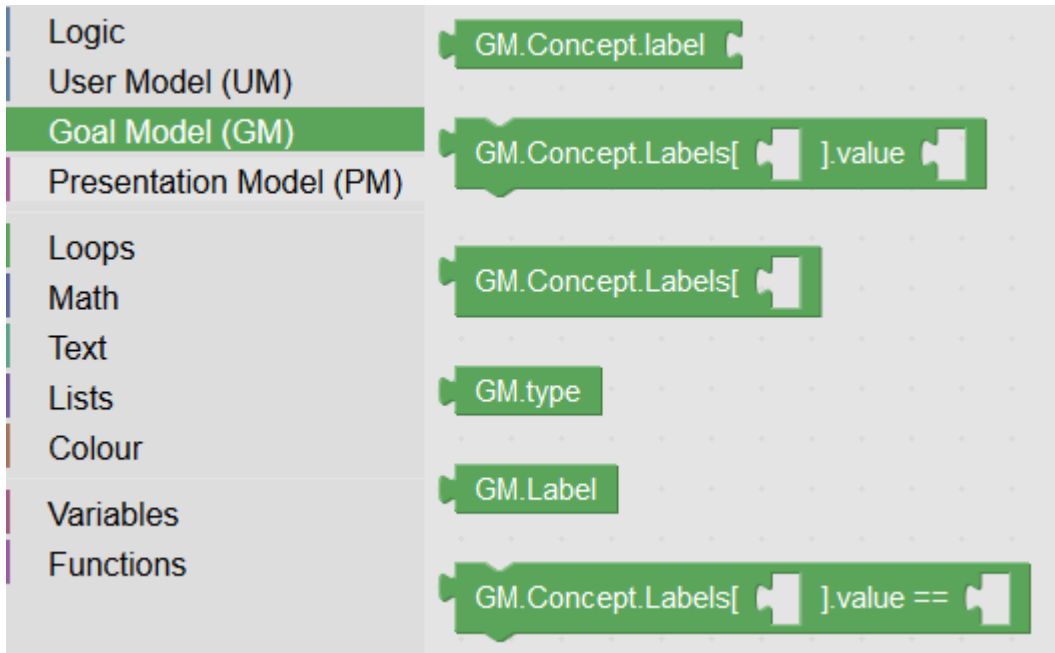 Logic
User Model (UM)
Goal Model (GM)
Presentation Model (PM)
Loops
Math
Text
Lists
Colour
Variables
Functions
GM.Concept.label
GM.Concept.Labels[ ].value
GM.Concept.Labels[
GM.type
GM.Label
GM.Concept.Labels[ ].value ==